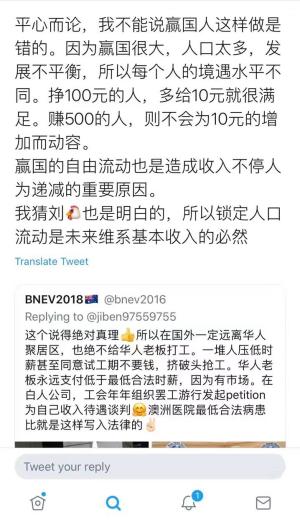 平心而论，我不能说赢国人这样做是
错的。因为赢国很大，人口太多，发
展不平衡，所以每个人的境遇水平不
同。挣100元的人，多给10元就很满
足。赚500的人，则不会为10元的增
加而动容。
赢国的自由流动也是造成收入不停人
为递减的重要原因。
我猜刘🐔也是明白的，所以锁定人口
流动是未来维系基本收入的必然
Translate Tweet
BNEV2018🇦🇺 @bnev2016
Replying to @jiben97559755
这个说得绝对真理👍所以在国外一定远离华人
聚居区，也绝不给华人老板打工。一堆人压低时
薪甚至同意试工期不要钱，挤破头抢工。华人老
板永远支付低于最低合法时薪，因为有市场。在
白人公司，工会年年组织罢工游行发起petition
为自己收入待遇谈判🤗澳洲医院最低合法病患
比就是这样写入法律的✌🏻
Tweet your reply
1